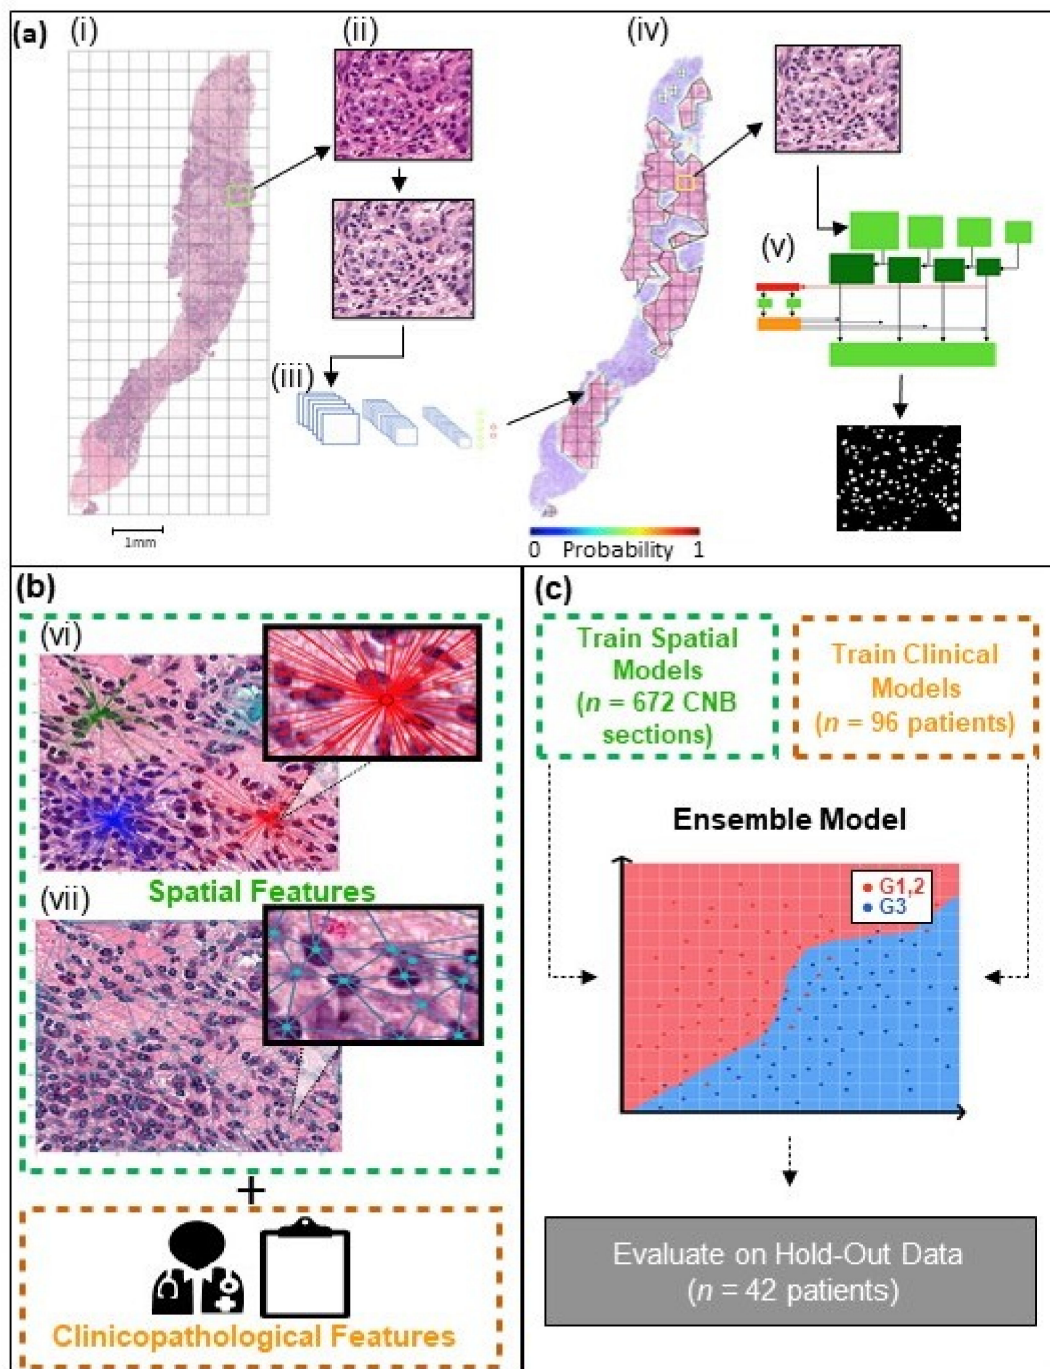 (a)
(i)
(ii)
(iv)
(v)
(iii)
1mm
0 Probability 1
(b)
(vi)
Spatial Features
(vii)
+
Clinicopathological Features
(c)
Train Spatial
Models
(n = 672 CNB
sections)
Train Clinical
Models
(n = 96 patients)
Ensemble Model
G1,2
G3
Evaluate on Hold-Out Data
(n = 42 patients)